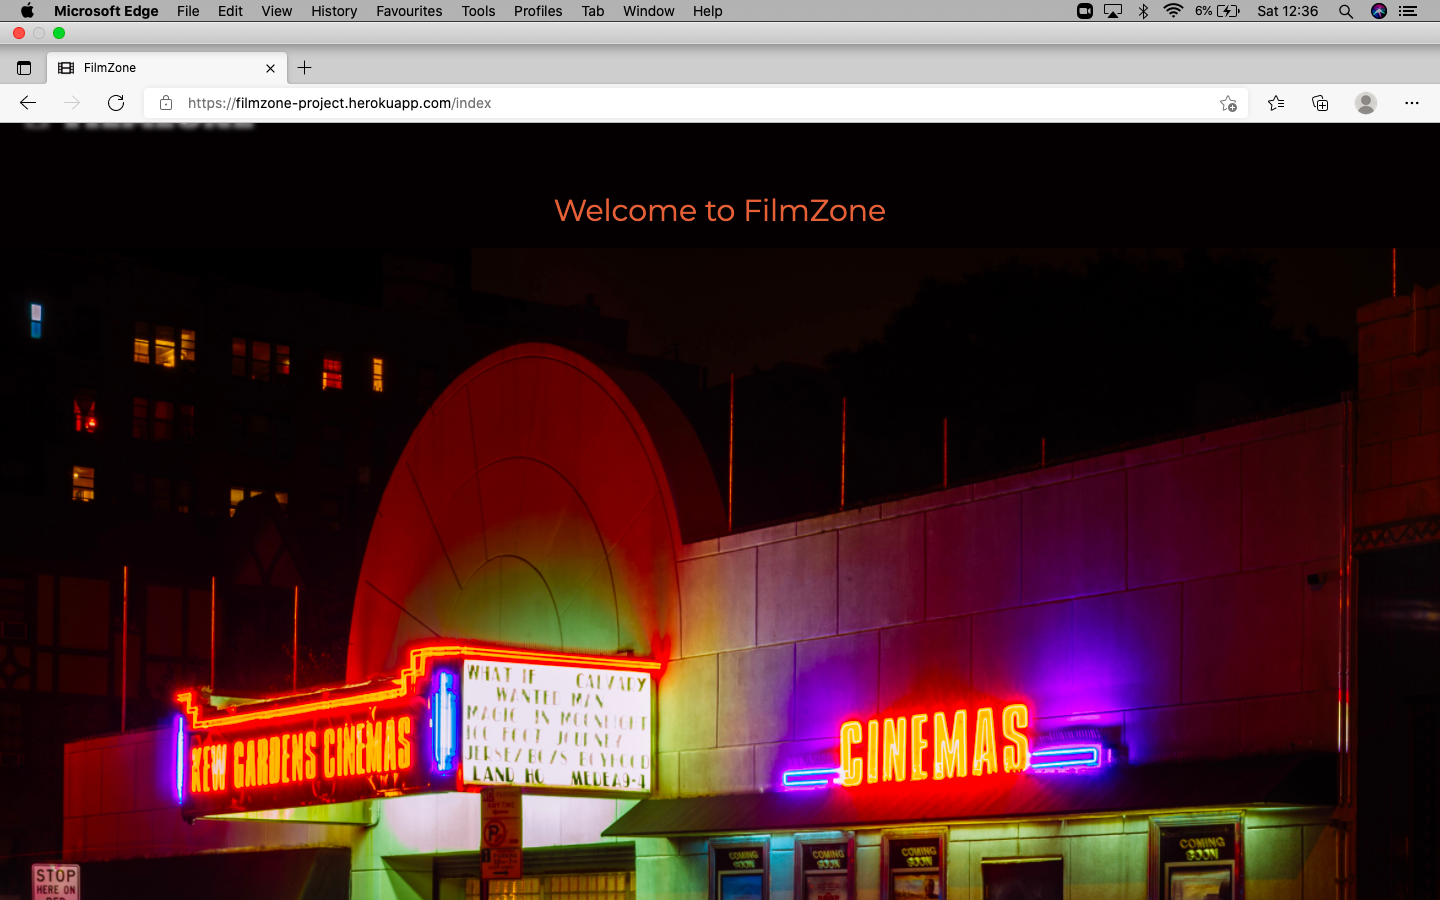 Microsoft Edge File Edit View History Favourites Tools Profiles Tab Window Help 6% Sat 12:36
FilmZone
https://filmzone-project.herokuapp.com/index
Welcome to FilmZone
WHAT IF CALVARY
WANTED MAN
MAGIC IN MOONLIGHT
100 FOOT JOURNEY
JERSEY BOYS BOYHOOD
LAND HO MEDEA9-4
KEW GARDENS CINEMAS
CINEMAS
COMING SOON
COMING SOON
COMING SOON
COMING SOON
STOP
HERE ON
RED